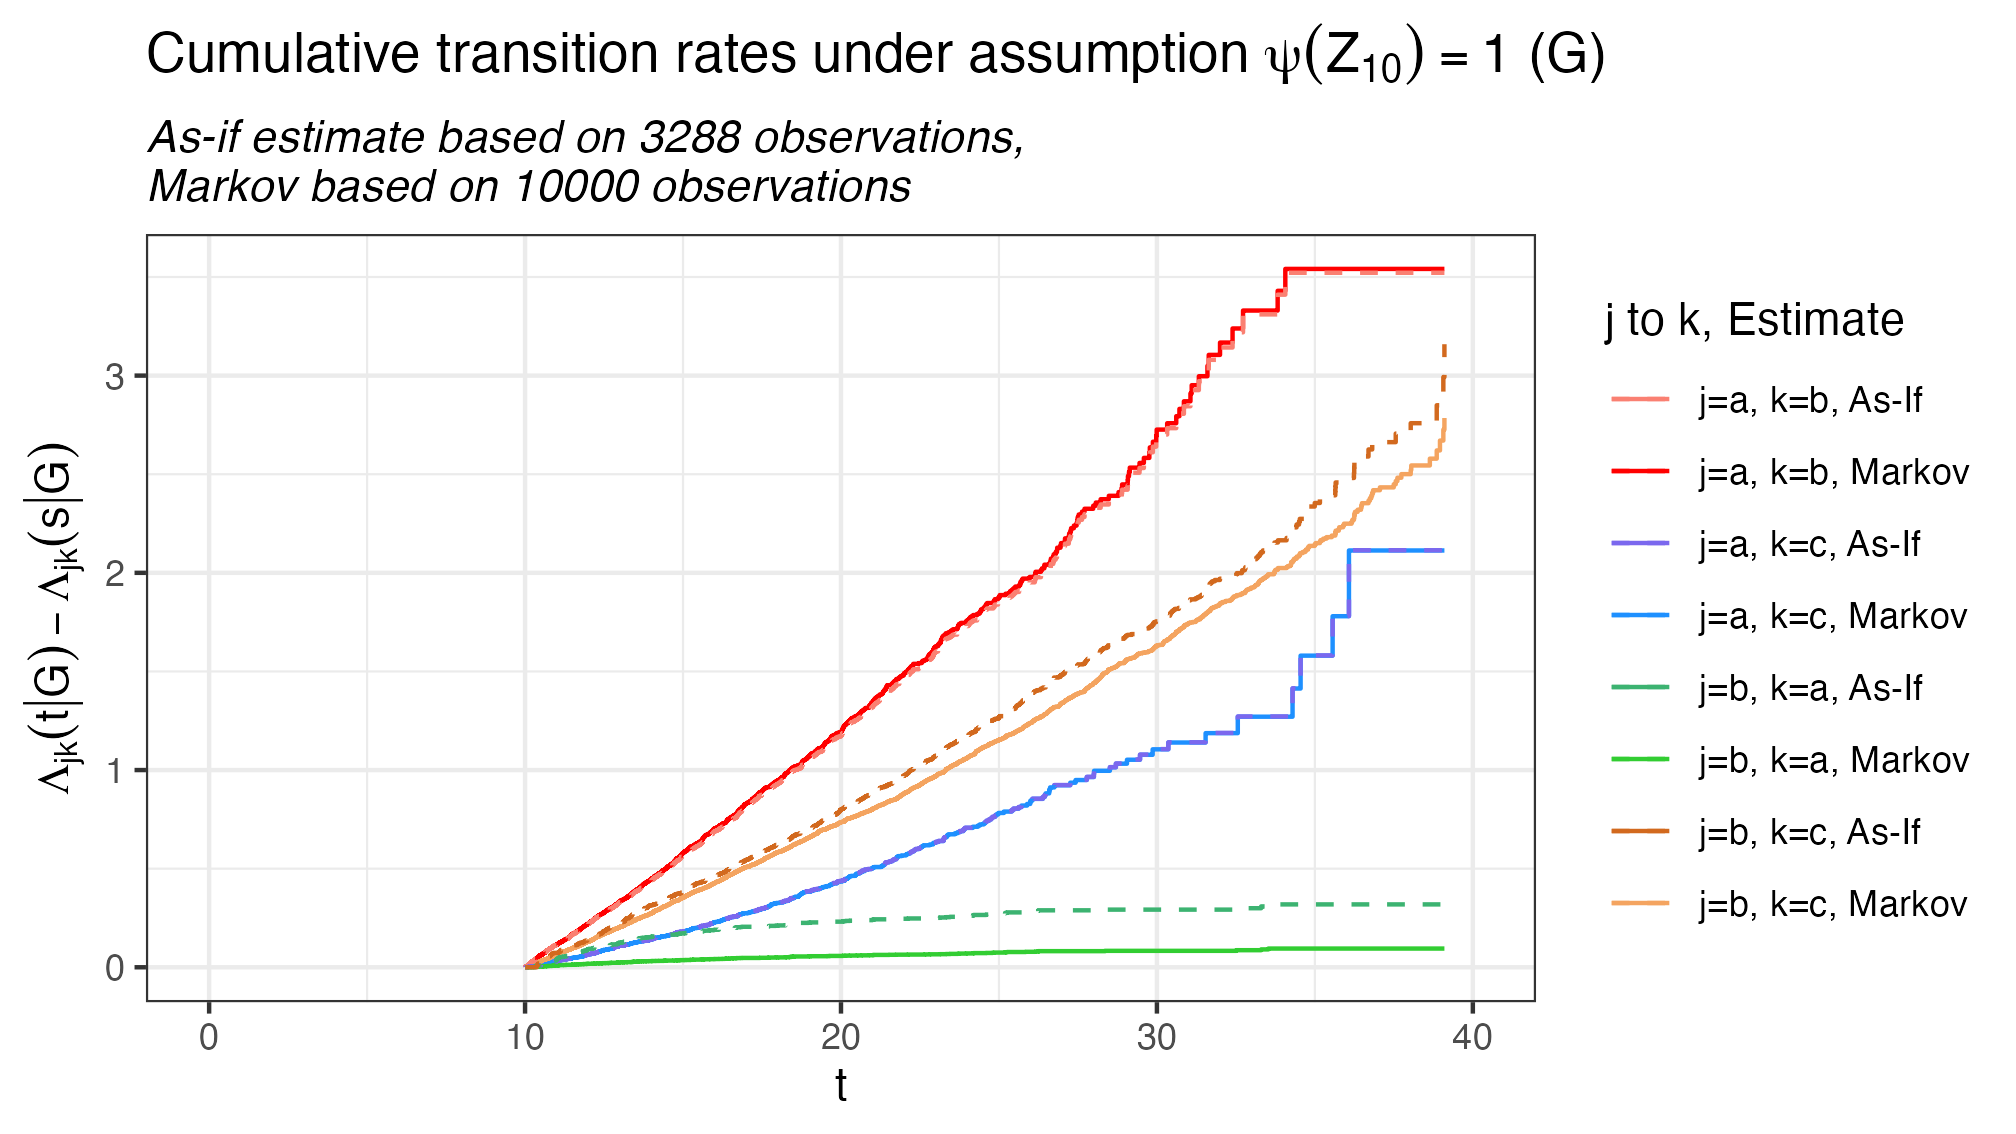 Cumulative transition rates under assumption ψ(Z₁₀) = 1 (G)
As-if estimate based on 3288 observations,
Markov based on 10000 observations
Λjk(t|G) − Λjk(s|G)
3
2
1
0
0
10
20
30
40
t
j to k, Estimate
j=a, k=b, As-If
j=a, k=b, Markov
j=a, k=c, As-If
j=a, k=c, Markov
j=b, k=a, As-If
j=b, k=a, Markov
j=b, k=c, As-If
j=b, k=c, Markov